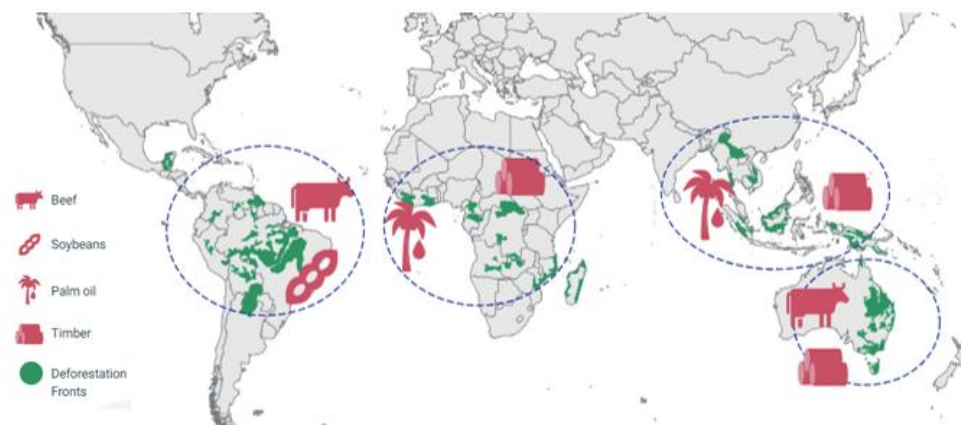 Beef
Soybeans
Palm oil
Timber
Deforestation
Fronts